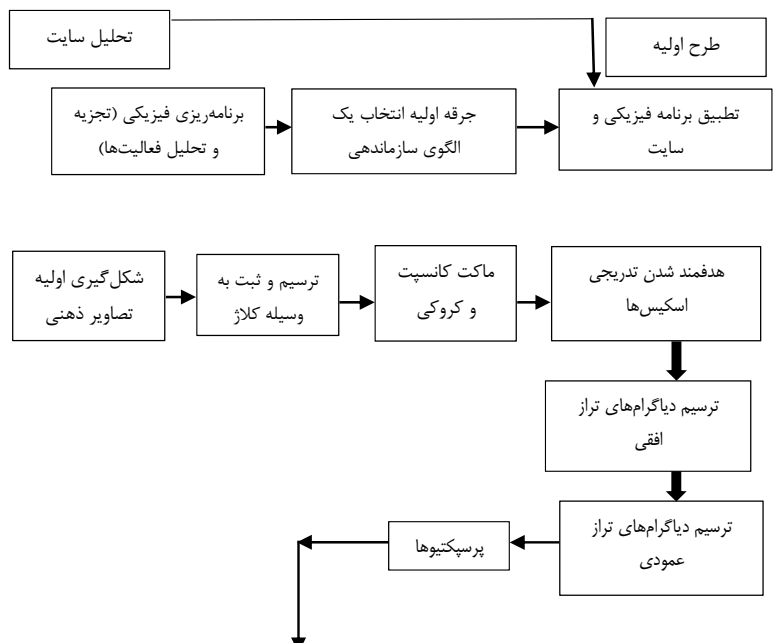 تحلیل سایت
طرح اولیه
برنامه‌ریزی فیزیکی (تجزیه
و تحلیل فعالیت‌ها)
جرقه اولیه انتخاب یک
الگوی سازماندهی
تطبیق برنامه فیزیکی و
سایت
شکل‌گیری اولیه
تصاویر ذهنی
ترسیم و ثبت به
وسیله کلاژ
ماکت کانسپت
و کروکی
هدفمند شدن تدریجی
اسکیس‌ها
ترسیم دیاگرام‌های تراز
افقی
ترسیم دیاگرام‌های تراز
عمودی
پرسپکتیوها